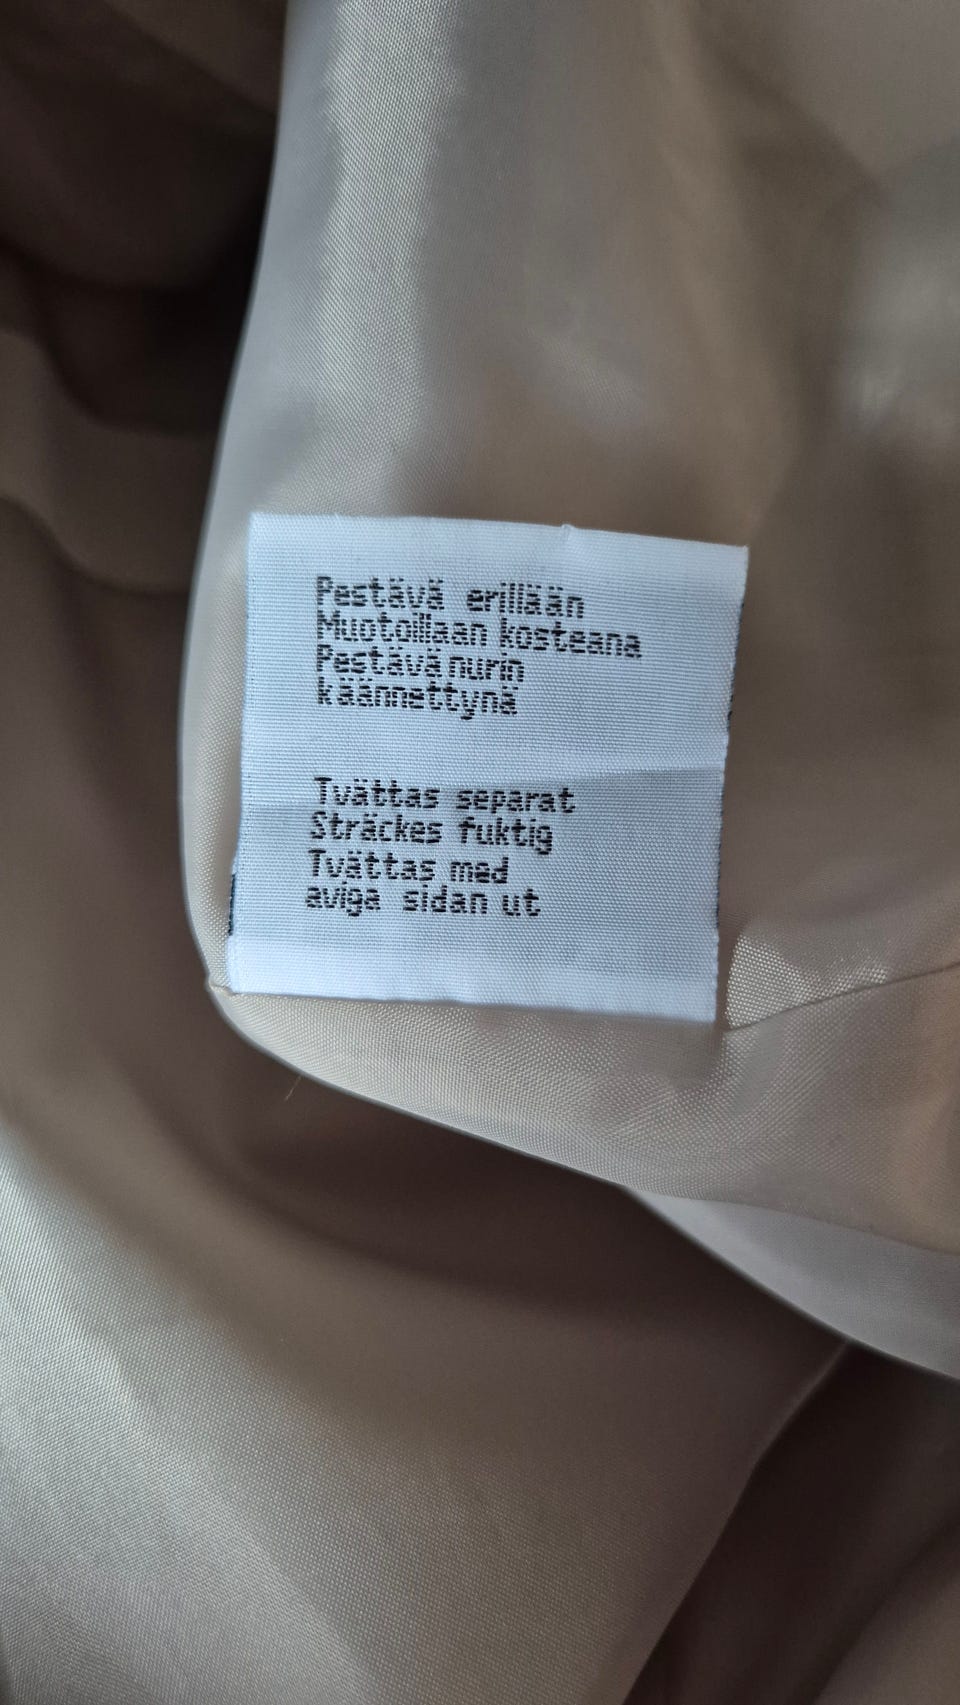 Pestävä erillään
Muotoillaan kosteana
Pestävä nurin
käännettynä
Tvättas separat
Sträckes fuktig
Tvättas med
aviga sidan ut